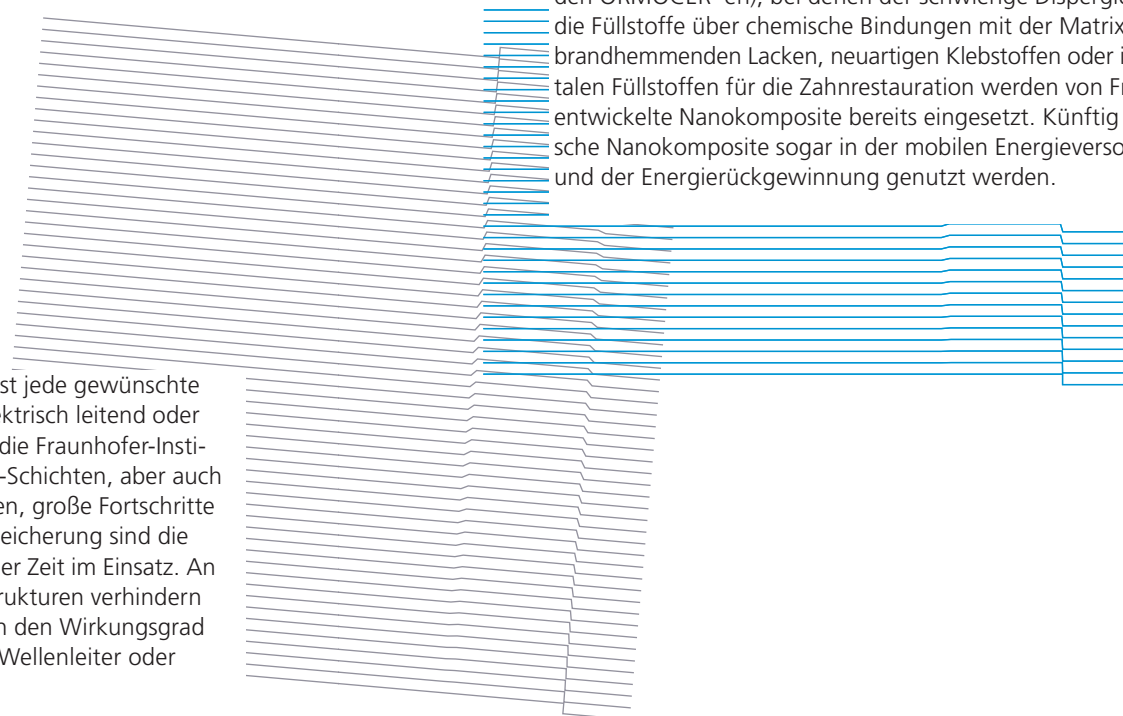 die Füllstoffe über chemische Bindungen mit der Matrix
brandhemmenden Lacken, neuartigen Klebstoffen oder
talen Füllstoffen für die Zahnrestauration werden von
entwickelte Nanokomposite bereits eingesetzt. Künftig
sche Nanokomposite sogar in der mobilen
und der Energierückgewinnung genutzt werden.
st jede gewünschte
ktrisch leitend oder
die Fraunhofer-Insti-
-Schichten, aber auch
en, große Fortschritte
eicherung sind die
er Zeit im Einsatz. An
rukturen verhindern
n den Wirkungsgrad
Wellenleiter oder